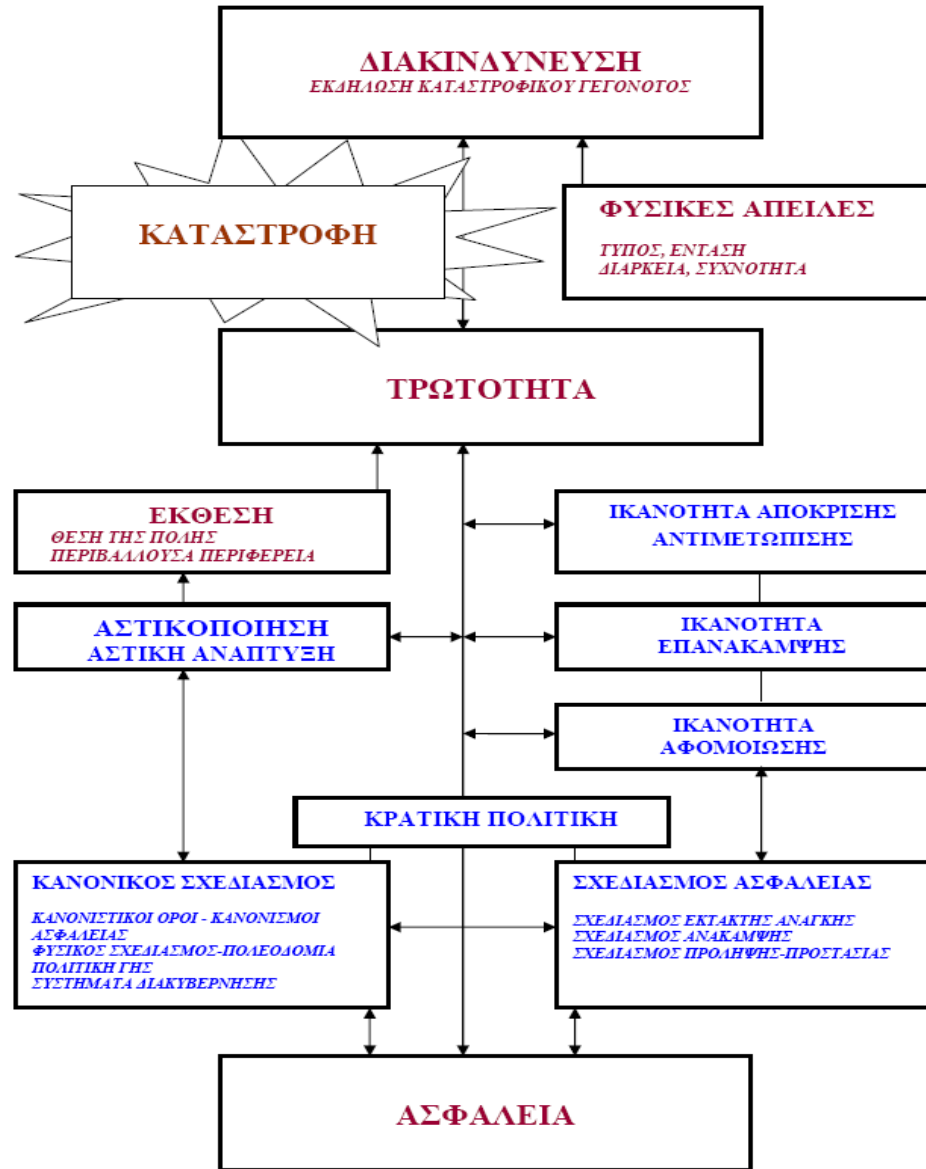 ΔΙΑΚΙΝΔΥΝΕΥΣΗ
ΕΚΔΗΛΩΣΗ ΚΑΤΑΣΤΡΟΦΙΚΟΥ ΓΕΓΟΝΟΤΟΣ
ΚΑΤΑΣΤΡΟΦΗ
ΦΥΣΙΚΕΣ ΑΠΕΙΛΕΣ
ΤΥΠΟΣ, ΕΝΤΑΣΗ
ΔΙΑΡΚΕΙΑ, ΣΥΧΝΟΤΗΤΑ
ΤΡΩΤΟΤΗΤΑ
ΕΚΘΕΣΗ
ΘΕΣΗ ΤΗΣ ΠΟΛΗΣ
ΠΕΡΙΒΑΛΛΟΥΣΑ ΠΕΡΙΦΕΡΕΙΑ
ΙΚΑΝΟΤΗΤΑ ΑΠΟΚΡΙΣΗΣ
ΑΝΤΙΜΕΤΩΠΙΣΗΣ
ΑΣΤΙΚΟΠΟΙΗΣΗ
ΑΣΤΙΚΗ ΑΝΑΠΤΥΞΗ
ΙΚΑΝΟΤΗΤΑ
ΕΠΑΝΑΚΑΜΨΗΣ
ΙΚΑΝΟΤΗΤΑ
ΑΦΟΜΟΙΩΣΗΣ
ΚΡΑΤΙΚΗ ΠΟΛΙΤΙΚΗ
ΚΑΝΟΝΙΚΟΣ ΣΧΕΔΙΑΣΜΟΣ
ΚΑΝΟΝΙΣΤΙΚΟΙ ΟΡΟΙ - ΚΑΝΟΝΙΣΜΟΙ
ΑΣΦΑΛΕΙΑΣ
ΦΥΣΙΚΟΣ ΣΧΕΔΙΑΣΜΟΣ-ΠΟΛΕΟΔΟΜΙΑ
ΠΟΛΙΤΙΚΗ ΓΗΣ
ΣΥΣΤΗΜΑΤΑ ΔΙΑΚΥΒΕΡΝΗΣΗΣ
ΣΧΕΔΙΑΣΜΟΣ ΑΣΦΑΛΕΙΑΣ
ΣΧΕΔΙΑΣΜΟΣ ΕΚΤΑΚΤΗΣ ΑΝΑΓΚΗΣ
ΣΧΕΔΙΑΣΜΟΣ ΑΝΑΚΑΜΨΗΣ
ΣΧΕΔΙΑΣΜΟΣ ΠΡΟΛΗΨΗΣ-ΠΡΟΣΤΑΣΙΑΣ
ΑΣΦΑΛΕΙΑ